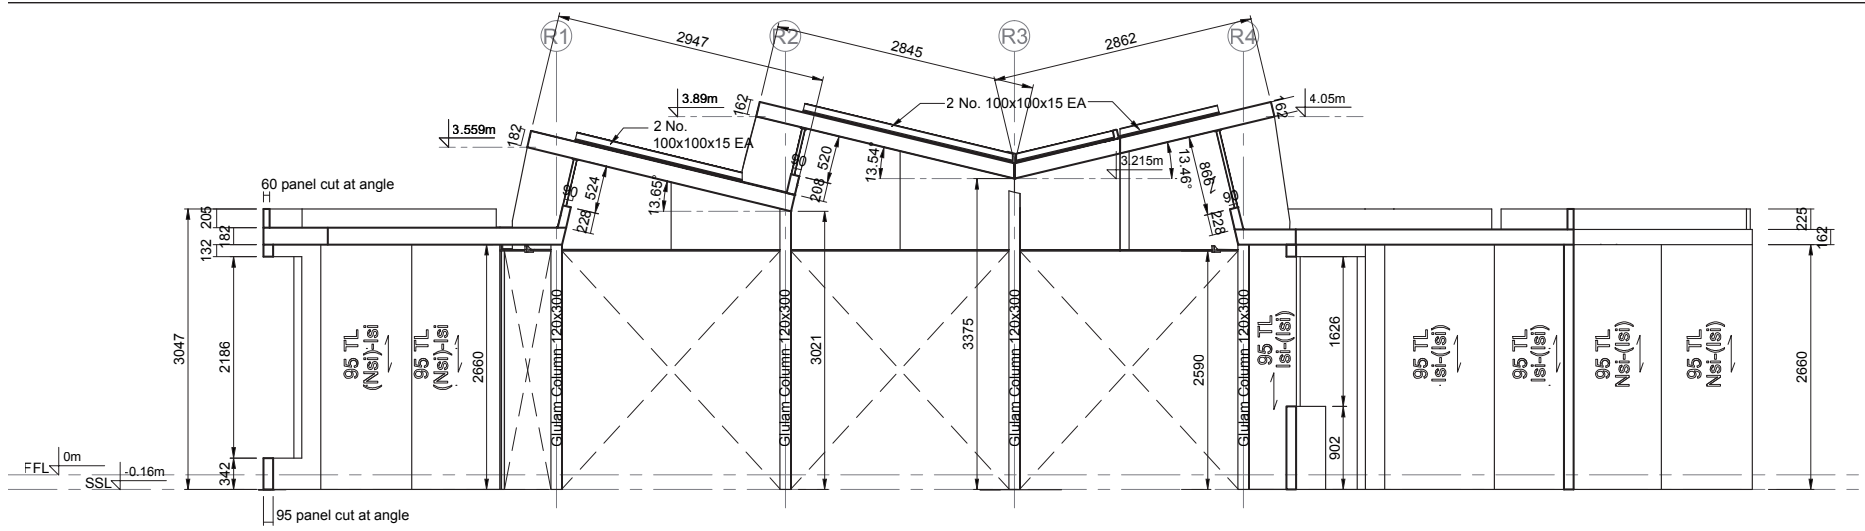 R1
R2
R3
R4
2947
2845
2862
3.559m
182
2 No.
100x100x15 EA
3.89m
162
2 No. 100x100x15 EA
4.05m
162
3.215m
524
228
13.65°
520
208
13.54°
13.46°
866
228
60 panel cut at angle
205
182
132
3047
2186
342
95 TL
(Nsi)-Isi
95 TL
(Nsi)-Isi
2660
Glulam Column 120x300
Glulam Column 120x300
3021
3375
Glulam Column 120x300
2590
Glulam Column 120x300
95 TL
Isi-(Isi)
1626
902
95 TL
Isi-(Isi)
95 TL
Isi-(Isi)
95 TL
Nsi-(Isi)
95 TL
Nsi-(Isi)
225
162
2660
FFL
0m
SSL
-0.16m
95 panel cut at angle